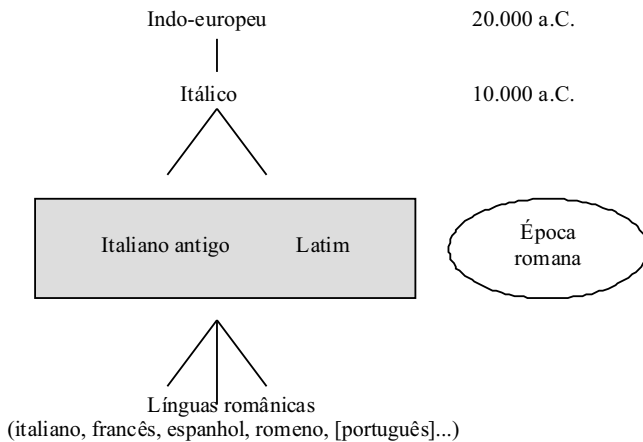 Indo-europeu 20.000 a.C.
Itálico 10.000 a.C.
Italiano antigo Latim
Época
romana
Línguas românicas
(italiano, francês, espanhol, romeno, [português]...)